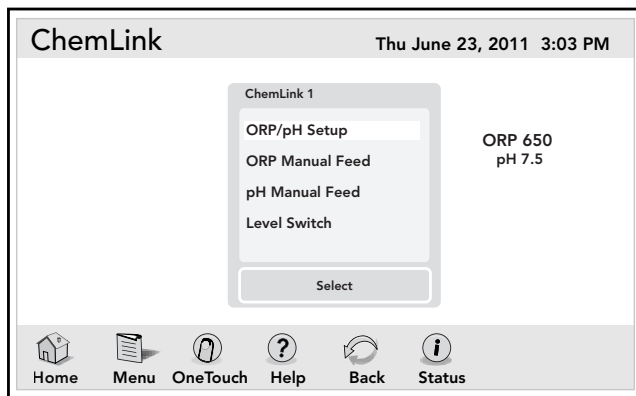 ChemLink
Thu June 23, 2011 3:03 PM
ChemLink 1
ORP/pH Setup
ORP Manual Feed
pH Manual Feed
Level Switch
Select
ORP 650
pH 7.5
Home Menu OneTouch Help Back Status